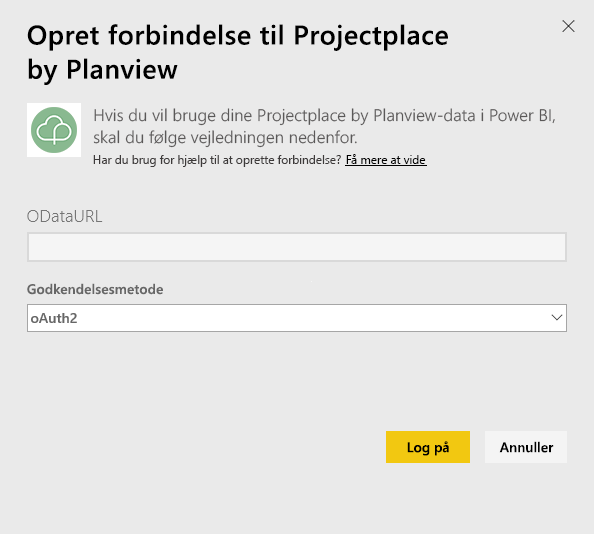 Opret forbindelse til Projectplace
by Planview
Hvis du vil bruge dine Projectplace by Planview-data i Power BI,
skal du følge vejledningen nedenfor.
Har du brug for hjælp til at oprette forbindelse? Få mere at vide
ODataURL
Godkendelsesmetode
oAuth2
Log på
Annuller